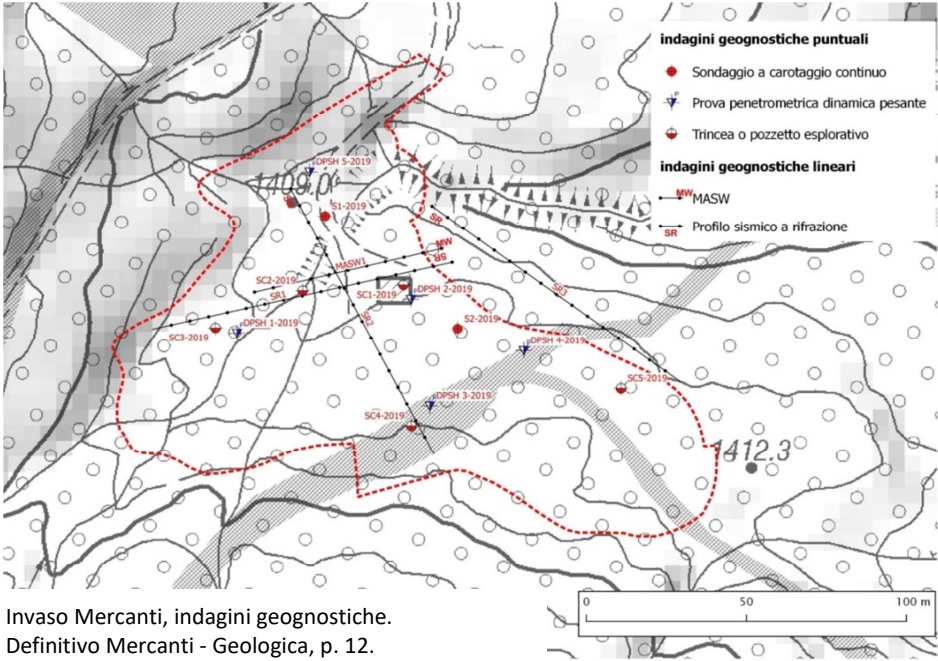 indagini geognostiche puntuali
Sondaggio a carotaggio continuo
P
Prova penetrometrica dinamica pesante
Trincea o pozzetto esplorativo
indagini geognostiche lineari
MW
MASW
SR
Profilo sismico a rifrazione
DPSH 5-2019
1409.0
S1-2019
SR
MW
SR
MASW1
SC2-2019
SR1
SC1-2019
DPSH 2-2019
SR3
SC3-2019
DPSH 1-2019
SR2
S2-2019
DPSH 4-2019
SC5-2019
DPSH 3-2019
SC4-2019
1412.3
0 50 100 m
Invaso Mercanti, indagini geognostiche.
Definitivo Mercanti - Geologica, p. 12.